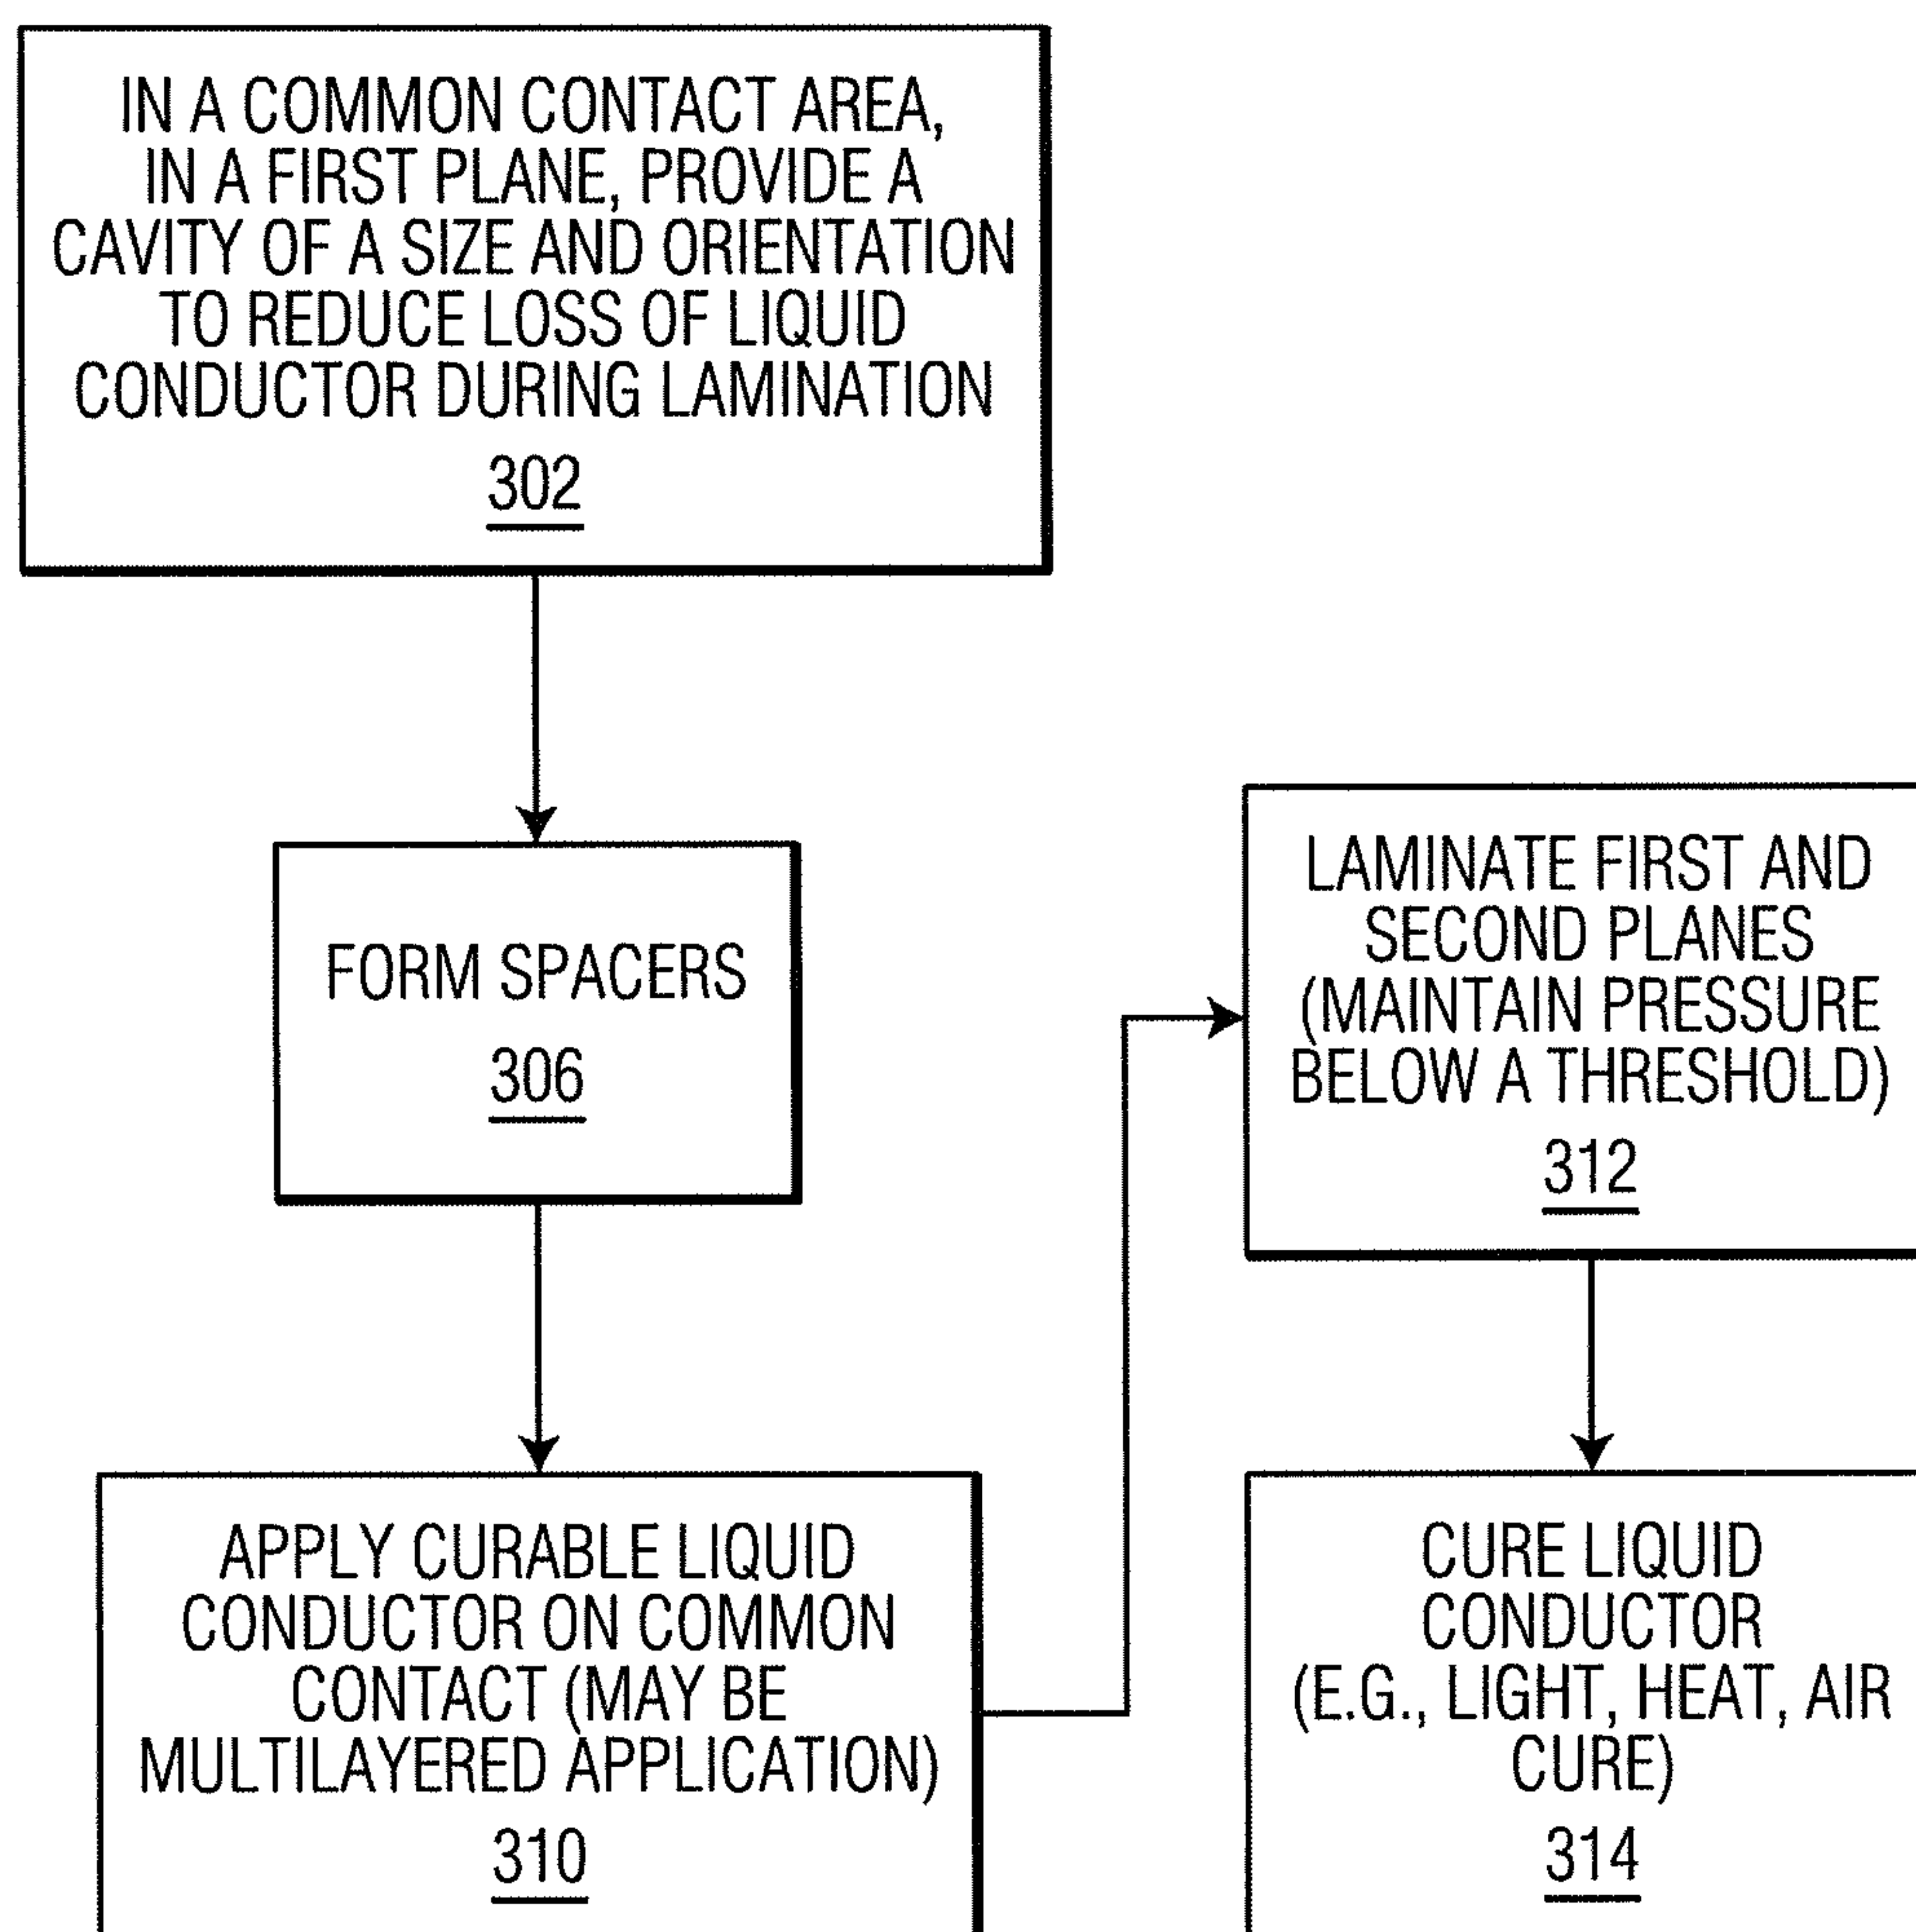 IN A COMMON CONTACT AREA,
IN A FIRST PLANE, PROVIDE A
CAVITY OF A SIZE AND ORIENTATION
TO REDUCE LOSS OF LIQUID
CONDUCTOR DURING LAMINATION
302
FORM SPACERS
306
APPLY CURABLE LIQUID
CONDUCTOR ON COMMON
CONTACT (MAY BE
MULTILAYERED APPLICATION)
310
LAMINATE FIRST AND
SECOND PLANES
(MAINTAIN PRESSURE
BELOW A THRESHOLD)
312
CURE LIQUID
CONDUCTOR
(E.G., LIGHT, HEAT, AIR
CURE)
314